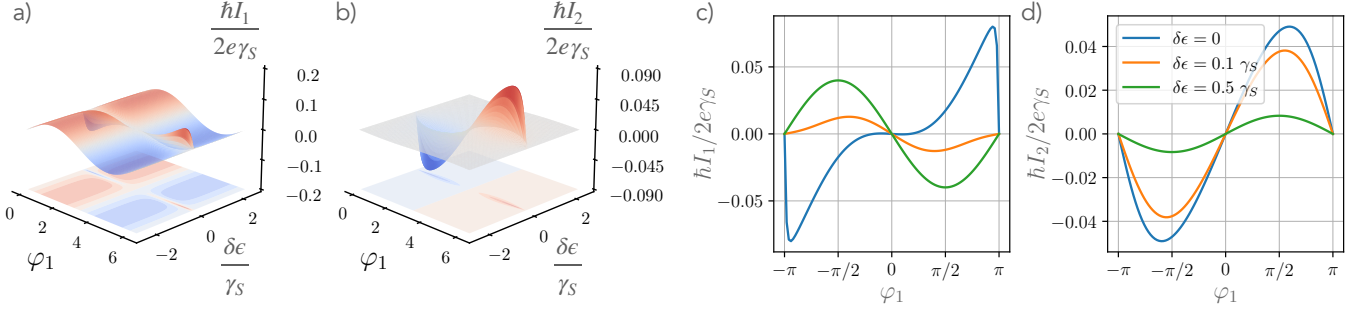 a)
ℏI₁
2eγ_S
0.2
0.1
0.0
−0.1
−0.2
0
2
4
6
φ₁
−2
0
2
δϵ
γ_S
b)
ℏI₂
2eγ_S
0.090
0.045
0.000
−0.045
−0.090
0
2
4
6
φ₁
−2
0
2
δϵ
γ_S
c)
ℏI₁/2eγ_S
0.05
0.00
−0.05
−π −π/2 0 π/2 π
φ₁
d)
ℏI₂/2eγ_S
0.04
0.02
0.00
−0.02
−0.04
δϵ = 0
δϵ = 0.1 γ_S
δϵ = 0.5 γ_S
−π −π/2 0 π/2 π
φ₁